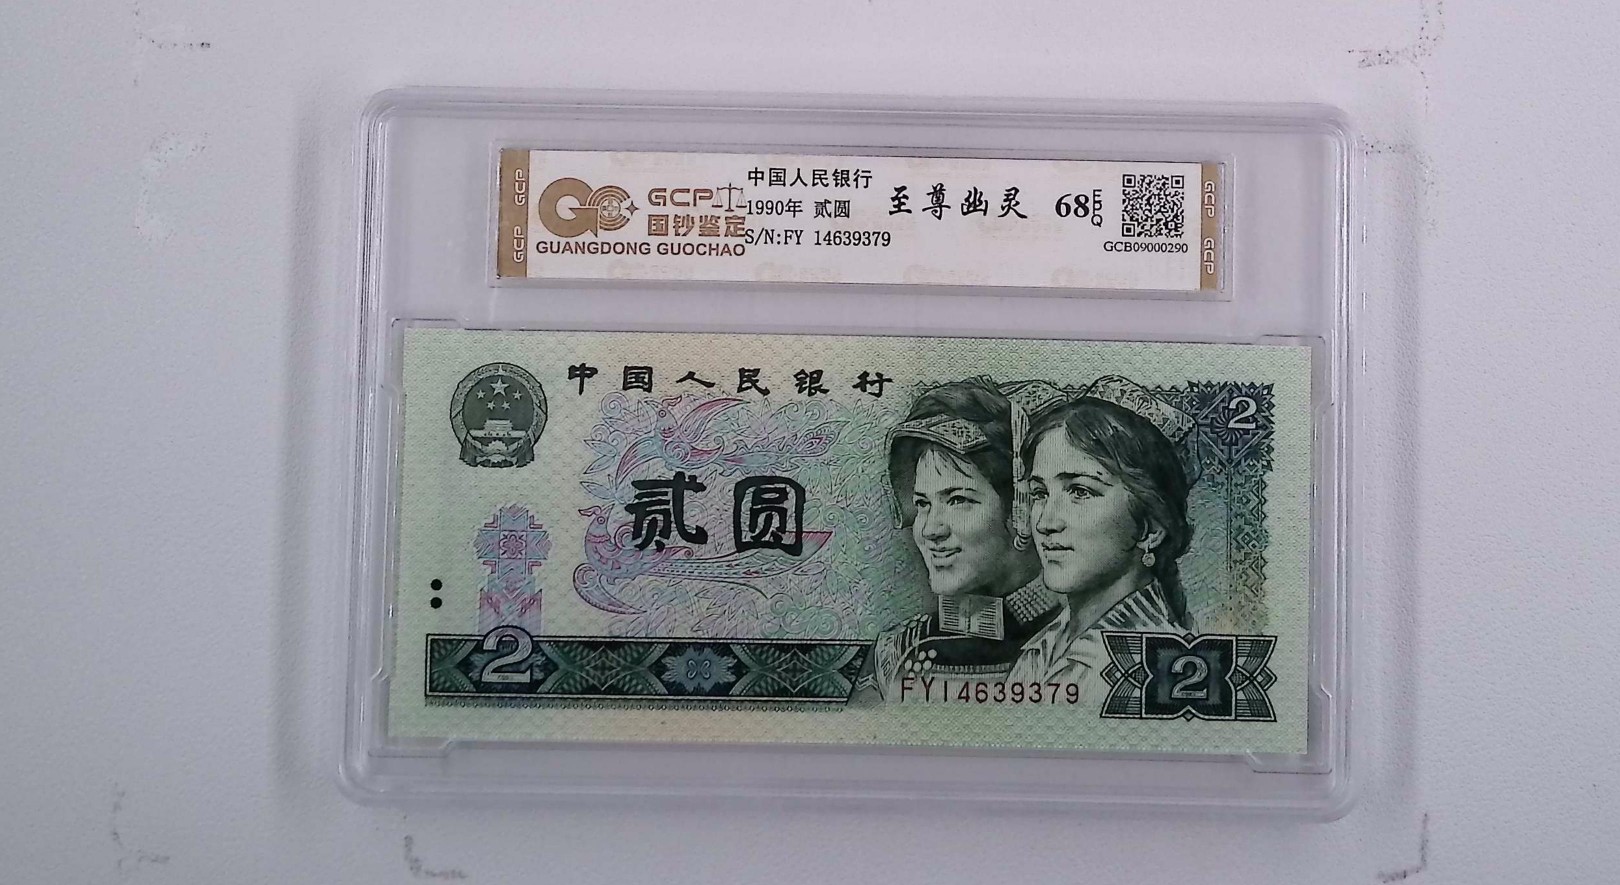 GCP GCP
GCP
国钞鉴定
GUANGDONG GUOCHAO
中国人民银行
1990年 贰圆
S/N:FY 14639379
至尊幽灵
68 EPQ
GCB09000290
GCP GCP
中国人民银行
2
贰圆
2
FY14639379
2